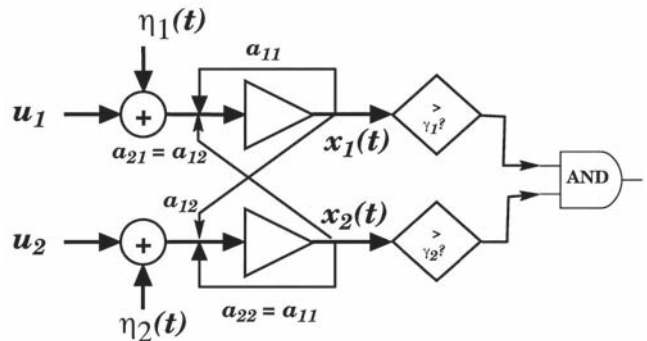 η1(t)
a11
u1
+
x1(t)
>
γ1?
a21 = a12
AND
a12
x2(t)
u2
+
>
γ2?
a22 = a11
η2(t)